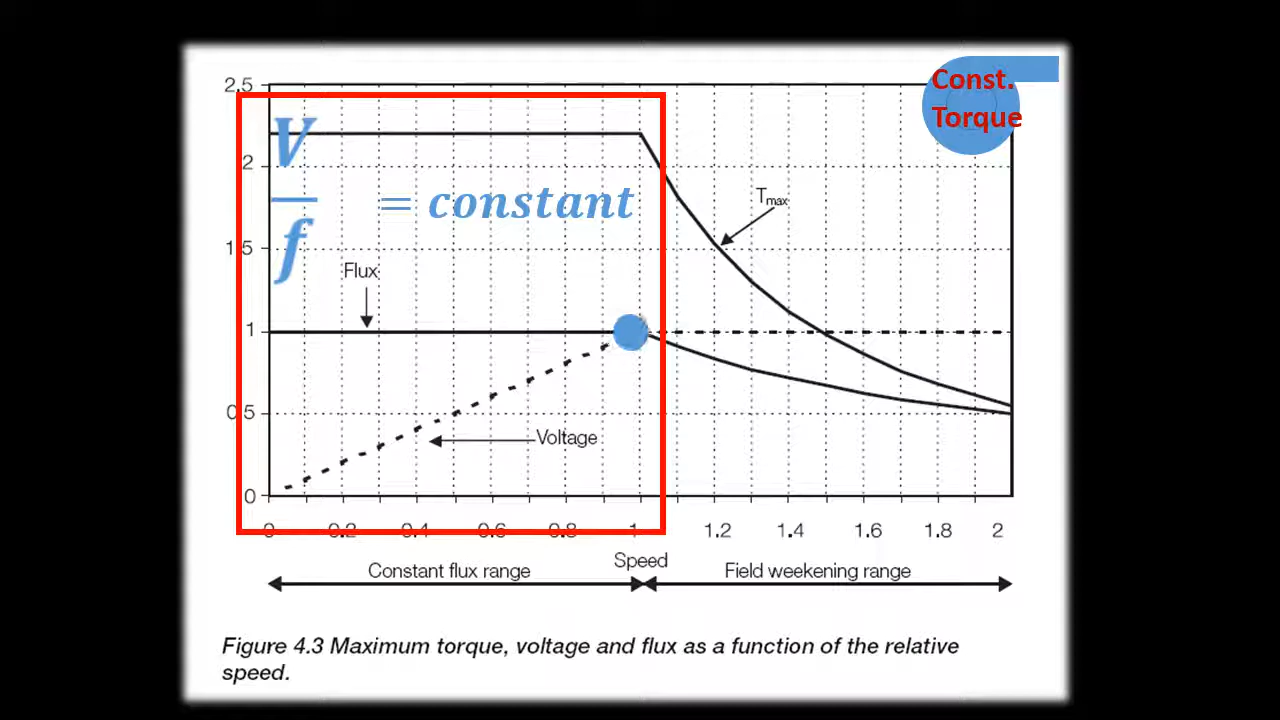 2,5
Const.
Torque
V
2
Tmax
= constant
f
1,5
Flux
1
0,5
Voltage
0
0 0.2 0.4 0.6 0.8 1 1.2 1.4 1.6 1.8 2
Speed
Constant flux range
Field weekening range
Figure 4.3 Maximum torque, voltage and flux as a function of the relative
speed.